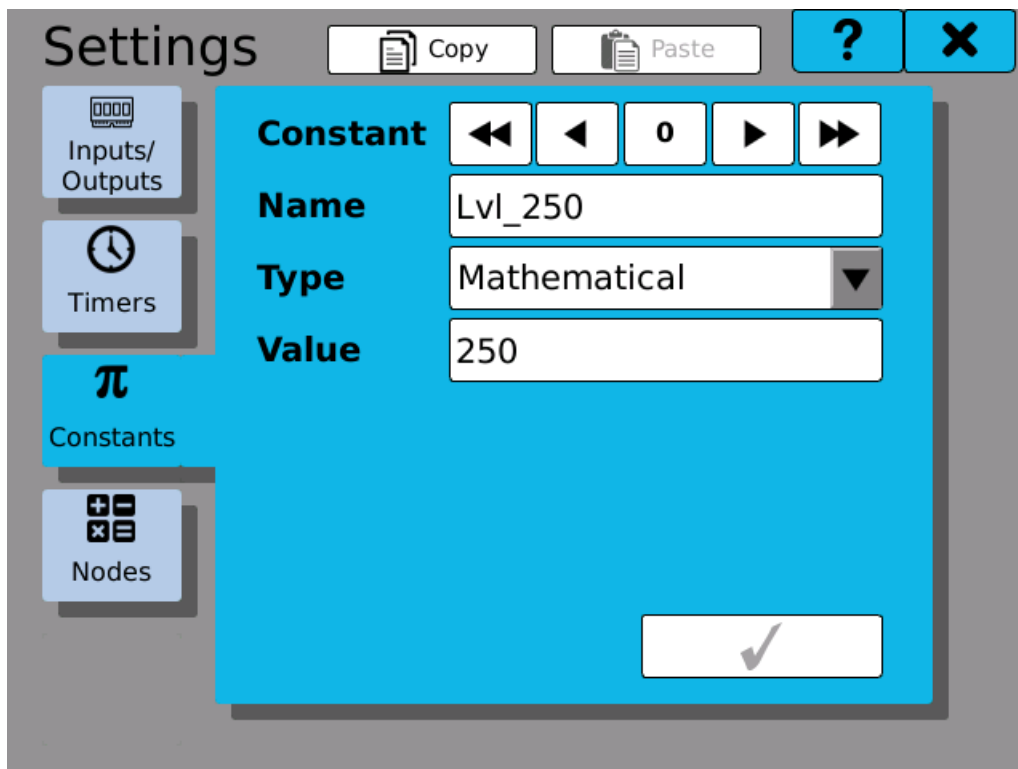 Settings
Copy
Paste
?
Inputs/
Outputs
Timers
π
Constants
Nodes
Constant
0
Name
Lvl_250
Type
Mathematical
Value
250